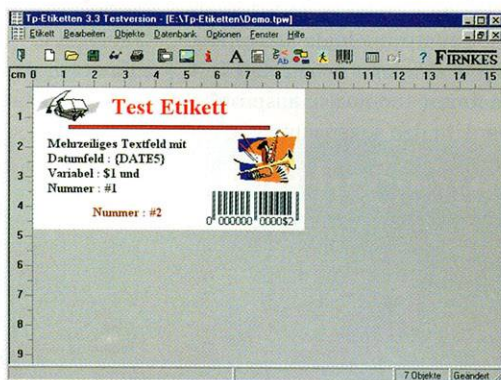 Tp-Etiketten 3.3 Testversion - [E:\Tp-Etiketten\Demo.tpw]
Etikett Bearbeiten Objekte Datenbank Optionen Fenster Hilfe
A Ab ? FIRNKES
cm 0 1 2 3 4 5 6 7 8 9 10 11 12 13 14 15
1
2
3
4
5
6
7
8
9
Test Etikett
Mehrzeiliges Textfeld mit
Datumfeld : {DATE5}
Variabel : $1 und
Nummer : #1
Nummer : #2
0 000000 0000$2
7 Objekte Geändert